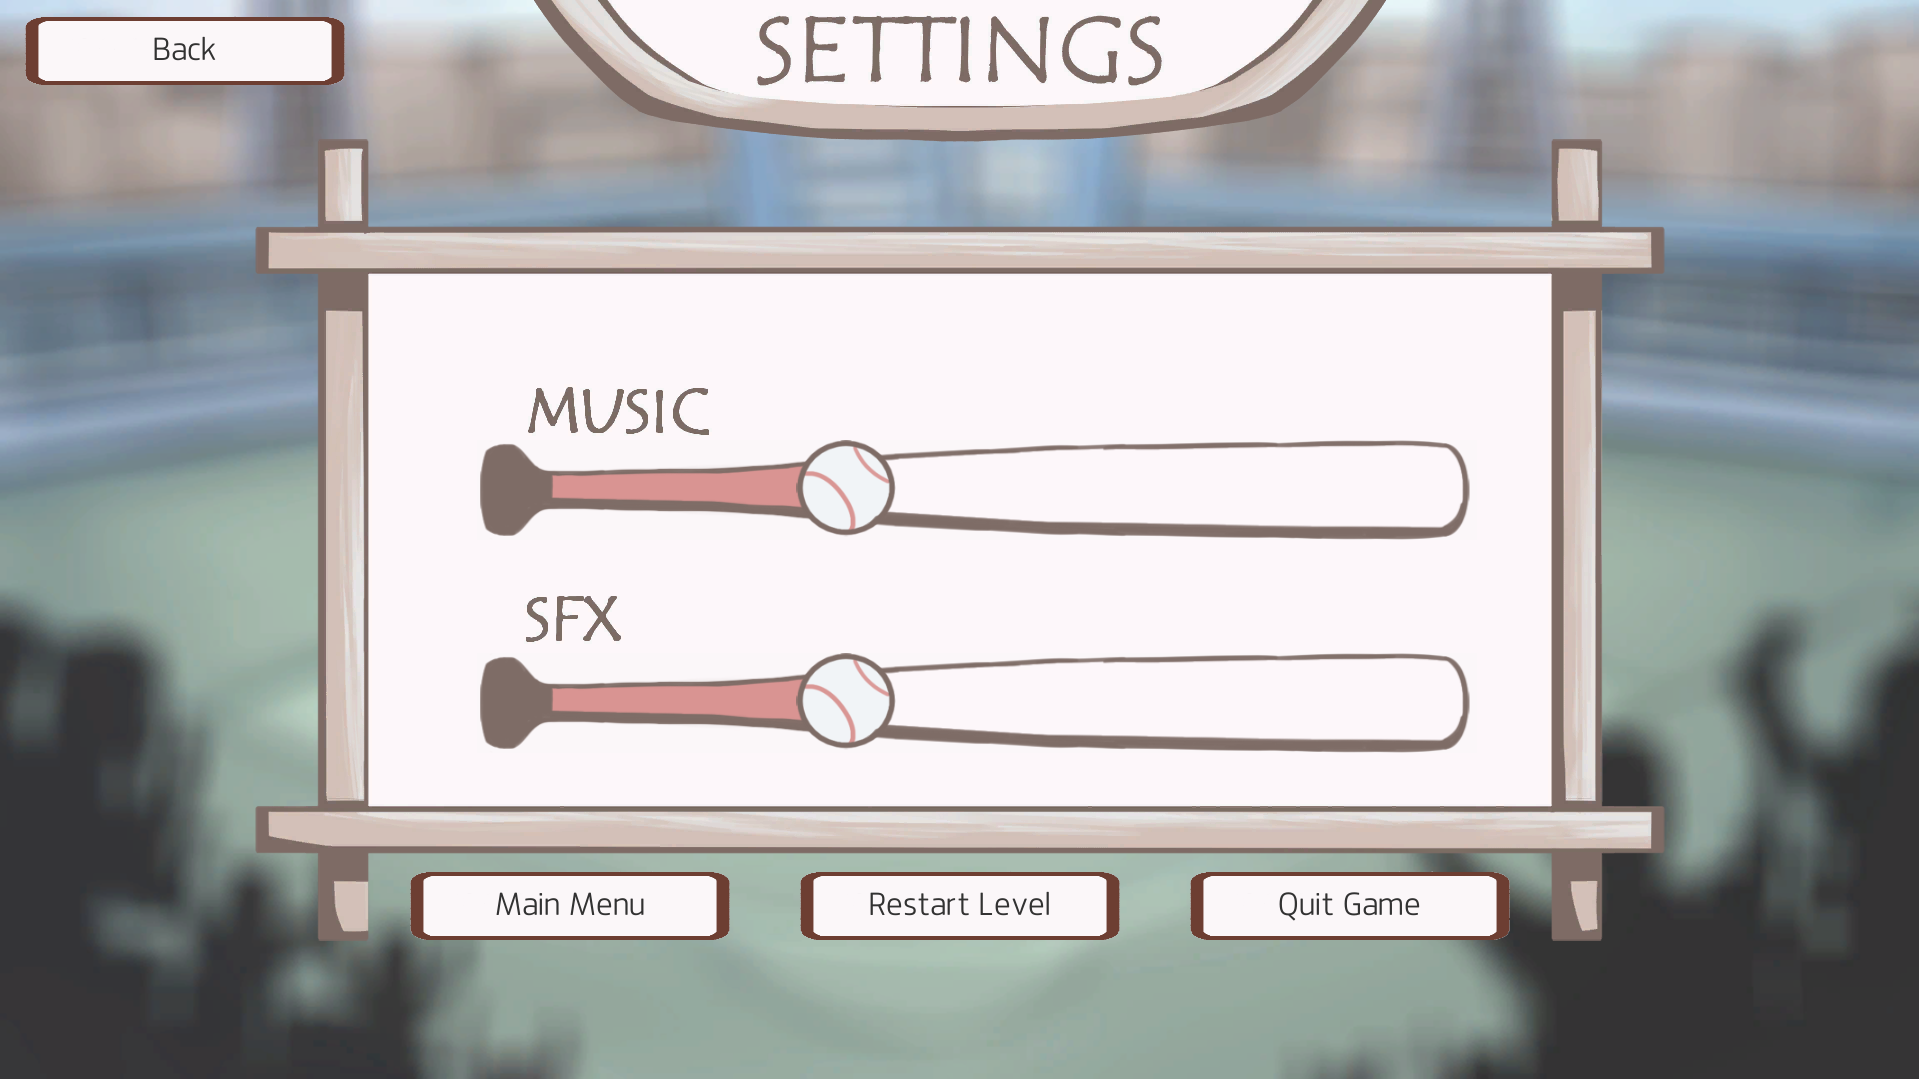 Back
SETTINGS
MUSIC
SFX
Main Menu
Restart Level
Quit Game